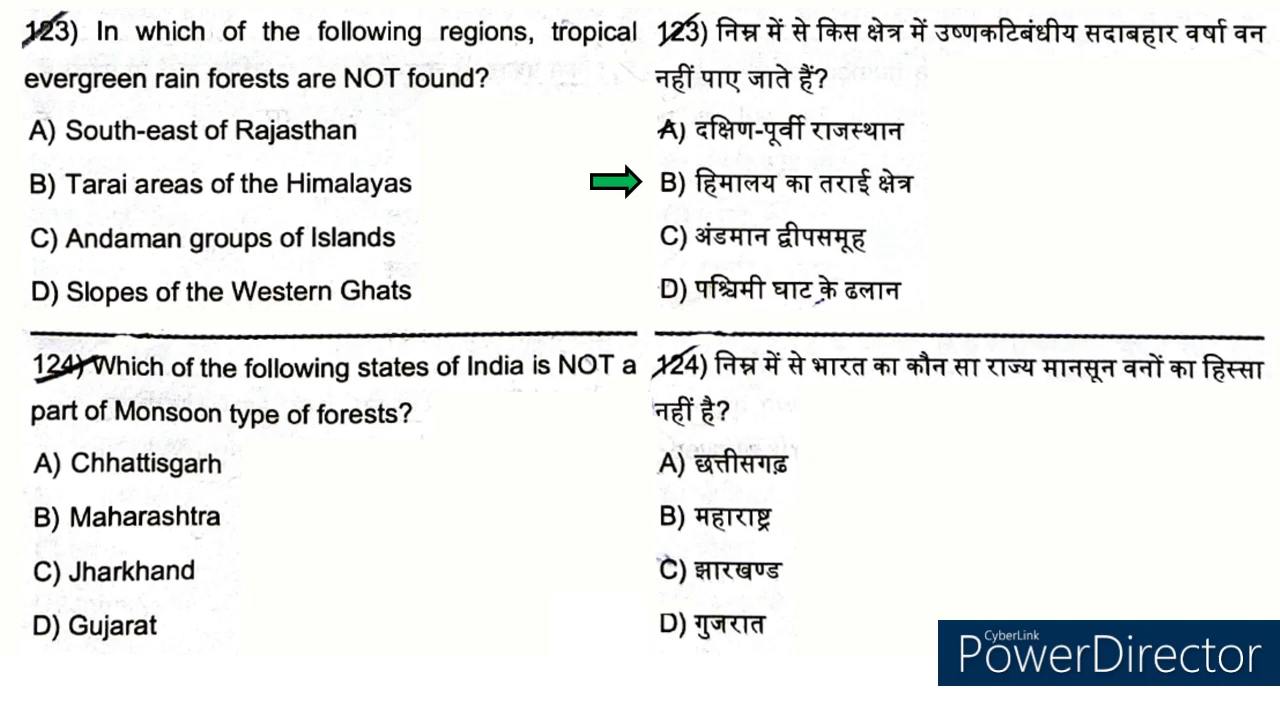 123) In which of the following regions, tropical
evergreen rain forests are NOT found?
A) South-east of Rajasthan
B) Tarai areas of the Himalayas
C) Andaman groups of Islands
D) Slopes of the Western Ghats
124) Which of the following states of India is NOT a
part of Monsoon type of forests?
A) Chhattisgarh
B) Maharashtra
C) Jharkhand
D) Gujarat
123) निम्न में से किस क्षेत्र में उष्णकटिबंधीय सदाबहार वर्षा वन
नहीं पाए जाते हैं?
A) दक्षिण-पूर्वी राजस्थान
B) हिमालय का तराई क्षेत्र
C) अंडमान द्वीपसमूह
D) पश्चिमी घाट के ढलान
124) निम्न में से भारत का कौन सा राज्य मानसून वनों का हिस्सा
नहीं है?
A) छत्तीसगढ़
B) महाराष्ट्र
C) झारखण्ड
D) गुजरात
CyberLink
PowerDirector